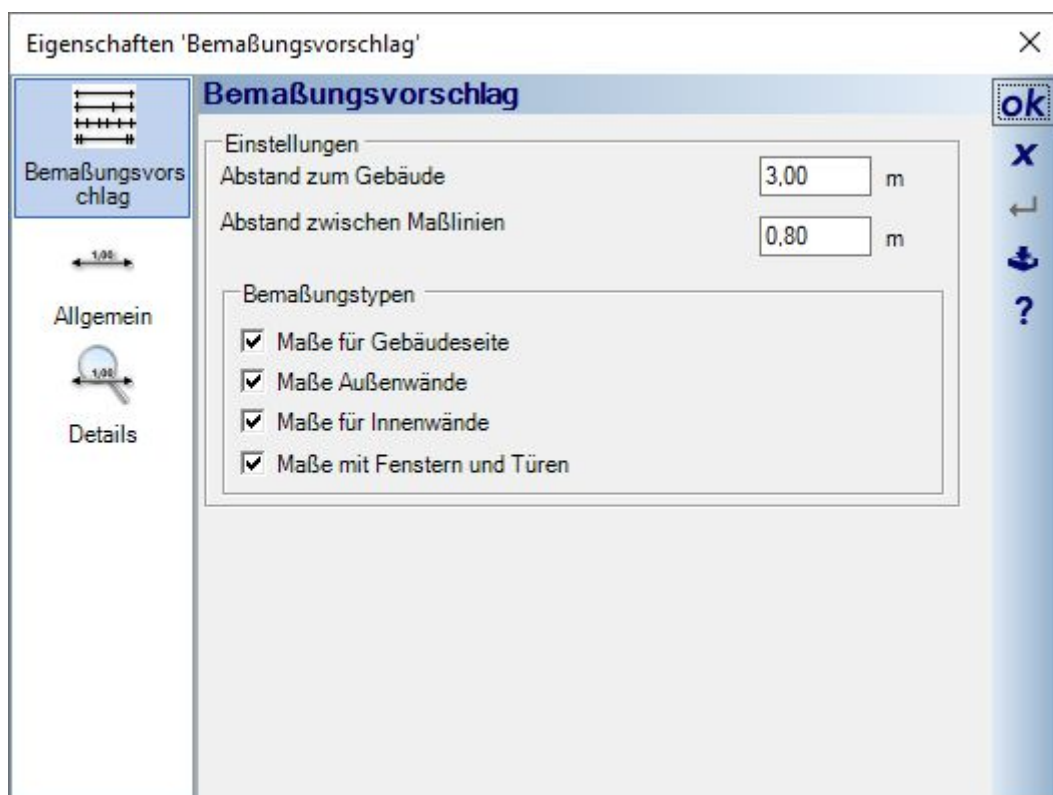 Eigenschaften 'Bemaßungsvorschlag'
Bemaßungsvors
chlag
1,00
Allgemein
1,00
Details
Bemaßungsvorschlag
Einstellungen
Abstand zum Gebäude 3,00 m
Abstand zwischen Maßlinien 0,80 m
Bemaßungstypen
Maße für Gebäudeseite
Maße Außenwände
Maße für Innenwände
Maße mit Fenstern und Türen
ok
x
?